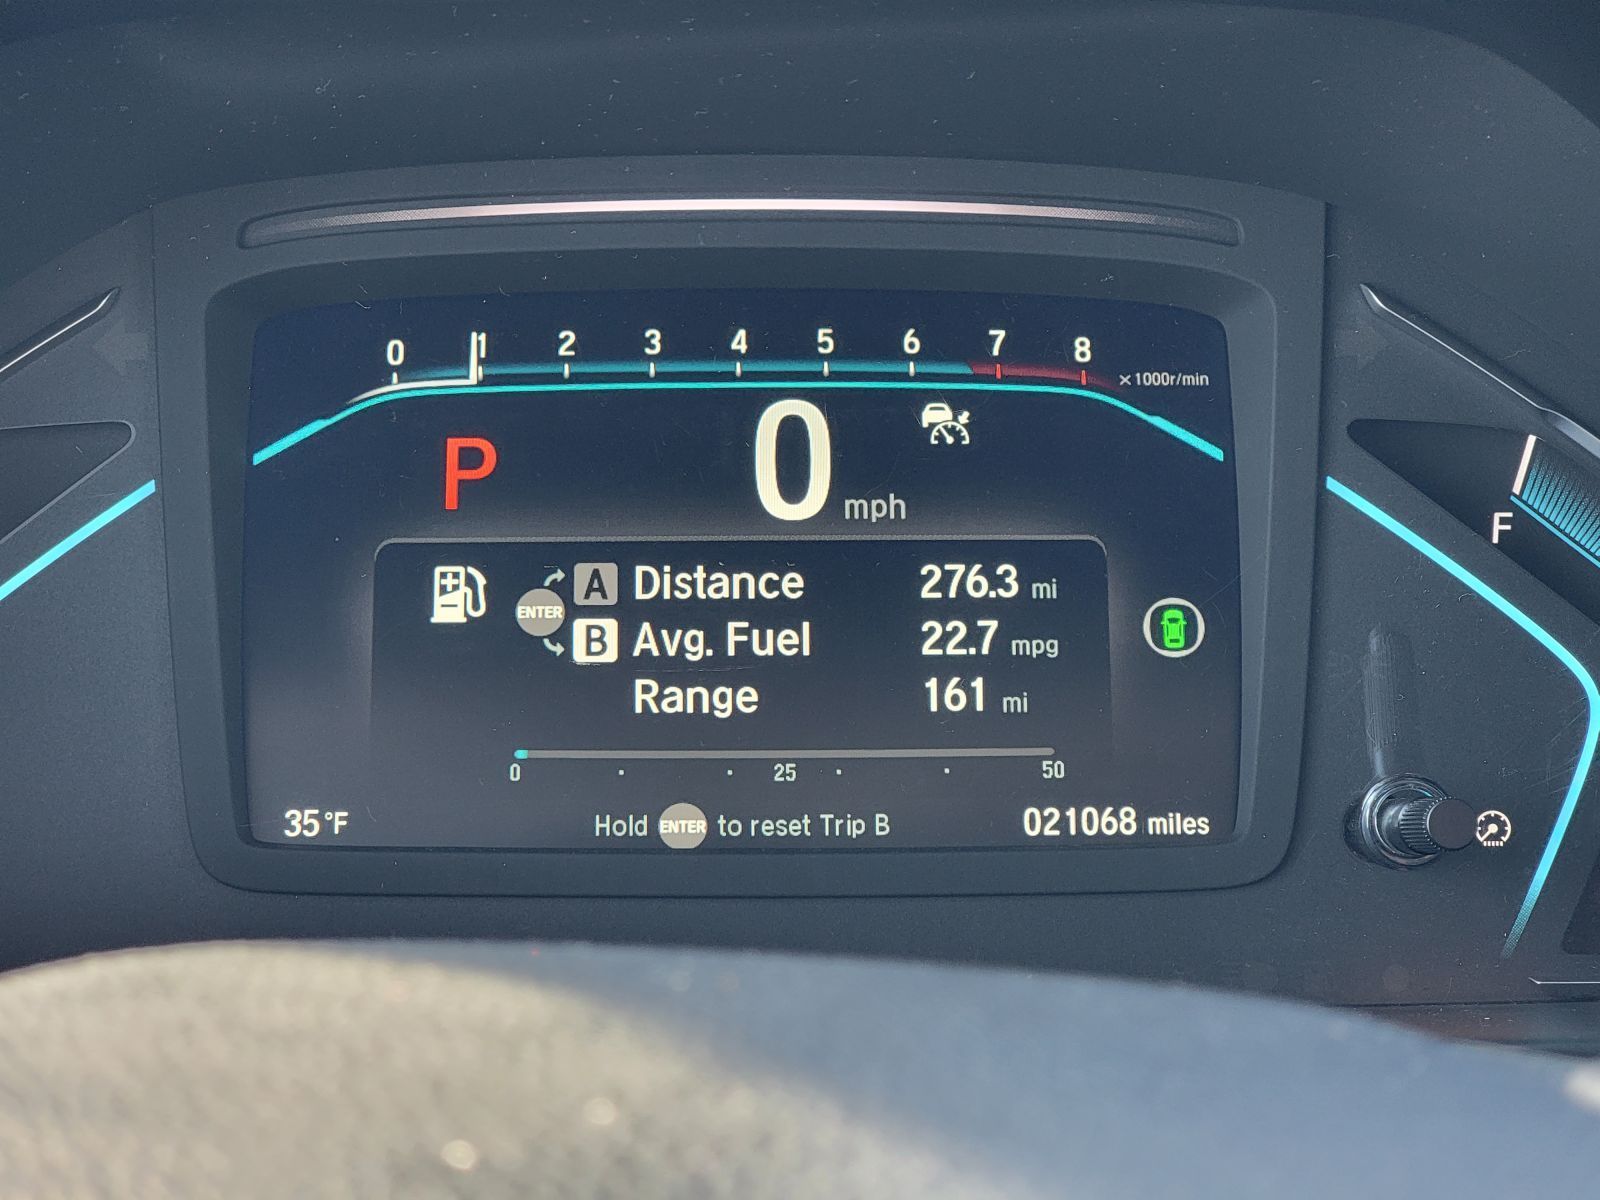 0 1 2 3 4 5 6 7 8
x1000r/min
P 0 mph
F
A Distance 276.3 mi
ENTER
B Avg. Fuel 22.7 mpg
Range 161 mi
0 25 50
35°F Hold ENTER to reset Trip B 021068 miles